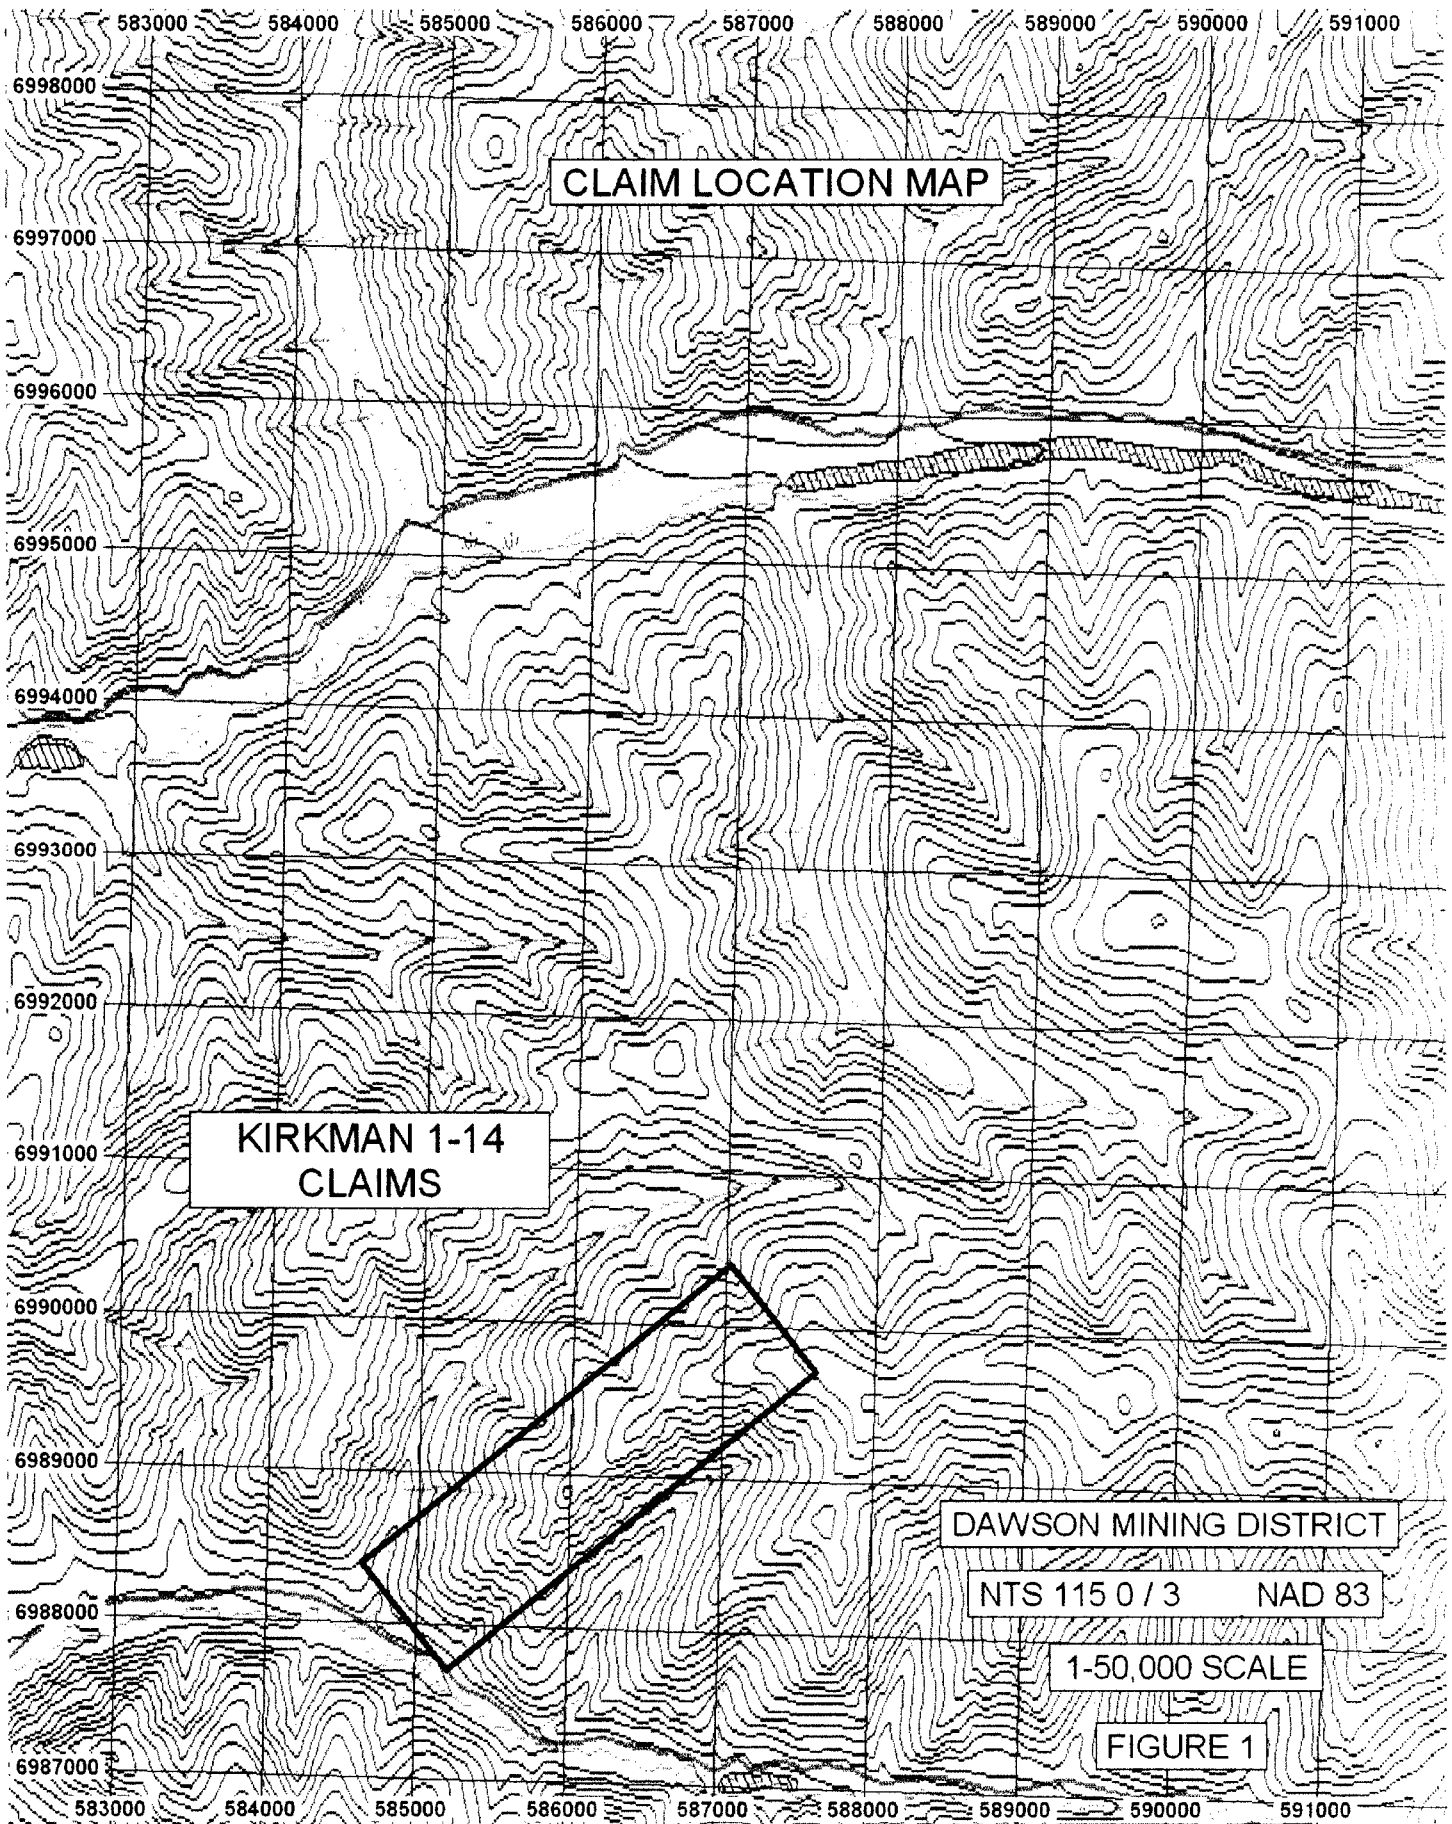 583000 584000 585000 586000 587000 588000 589000 590000 591000
6998000
CLAIM LOCATION MAP
6997000
6996000
6995000
6994000
6993000
6992000
KIRKMAN 1-14
CLAIMS
6991000
6990000
6989000
DAWSON MINING DISTRICT
NTS 115 0 / 3 NAD 83
6988000
1-50,000 SCALE
FIGURE 1
6987000
583000 584000 585000 586000 587000 588000 589000 590000 591000